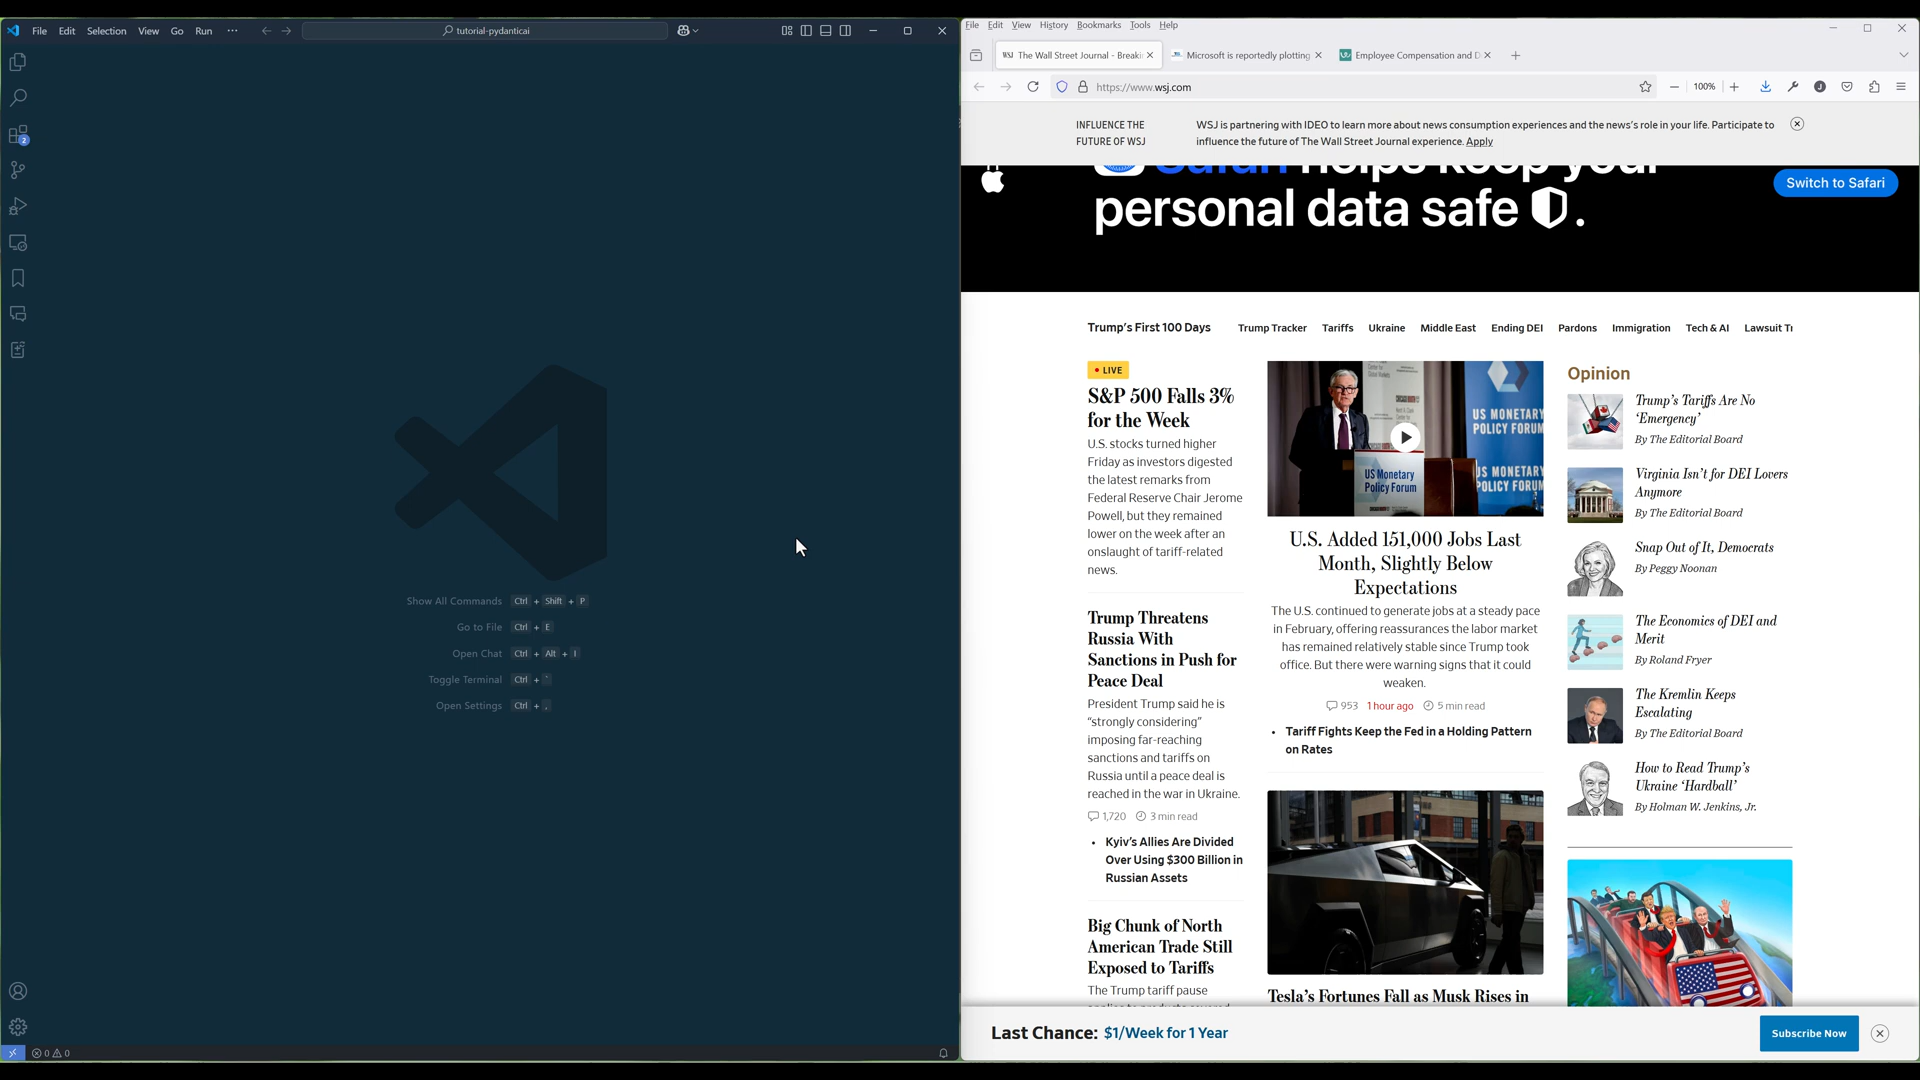 File Edit Selection View Go Run ...
tutorial-pydanticai
2
Show All Commands Ctrl + Shift + P
Go to File Ctrl + E
Open Chat Ctrl + Alt + I
Toggle Terminal Ctrl + `
Open Settings Ctrl + ,
0 0
File Edit View History Bookmarks Tools Help
WSJ The Wall Street Journal - Breaki
Microsoft is reportedly plotting
Employee Compensation and D
https://www.wsj.com
100%
INFLUENCE THE
FUTURE OF WSJ
WSJ is partnering with IDEO to learn more about news consumption experiences and the news's role in your life. Participate to
influence the future of The Wall Street Journal experience. Apply
Safari helps keep your
personal data safe.
Switch to Safari
Trump's First 100 Days Trump Tracker Tariffs Ukraine Middle East Ending DEI Pardons Immigration Tech & AI Lawsuit Tr
• LIVE
S&P 500 Falls 3%
for the Week
U.S. stocks turned higher
Friday as investors digested
the latest remarks from
Federal Reserve Chair Jerome
Powell, but they remained
lower on the week after an
onslaught of tariff-related
news.
Trump Threatens
Russia With
Sanctions in Push for
Peace Deal
President Trump said he is
“strongly considering”
imposing far-reaching
sanctions and tariffs on
Russia until a peace deal is
reached in the war in Ukraine.
1,720 3 min read
• Kyiv's Allies Are Divided
Over Using $300 Billion in
Russian Assets
Big Chunk of North
American Trade Still
Exposed to Tariffs
The Trump tariff pause
US MONETARY
POLICY FORUM
US Monetary
Policy Forum
US MONETARY
POLICY FORUM
U.S. Added 151,000 Jobs Last
Month, Slightly Below
Expectations
The U.S. continued to generate jobs at a steady pace
in February, offering reassurances the labor market
has remained relatively stable since Trump took
office. But there were warning signs that it could
weaken.
953 1 hour ago 5 min read
• Tariff Fights Keep the Fed in a Holding Pattern
on Rates
Tesla's Fortunes Fall as Musk Rises in
Opinion
Trump's Tariffs Are No
‘Emergency’
By The Editorial Board
Virginia Isn't for DEI Lovers
Anymore
By The Editorial Board
Snap Out of It, Democrats
By Peggy Noonan
The Economics of DEI and
Merit
By Roland Fryer
The Kremlin Keeps
Escalating
By The Editorial Board
How to Read Trump's
Ukraine ‘Hardball’
By Holman W. Jenkins, Jr.
Last Chance: $1/Week for 1 Year
Subscribe Now